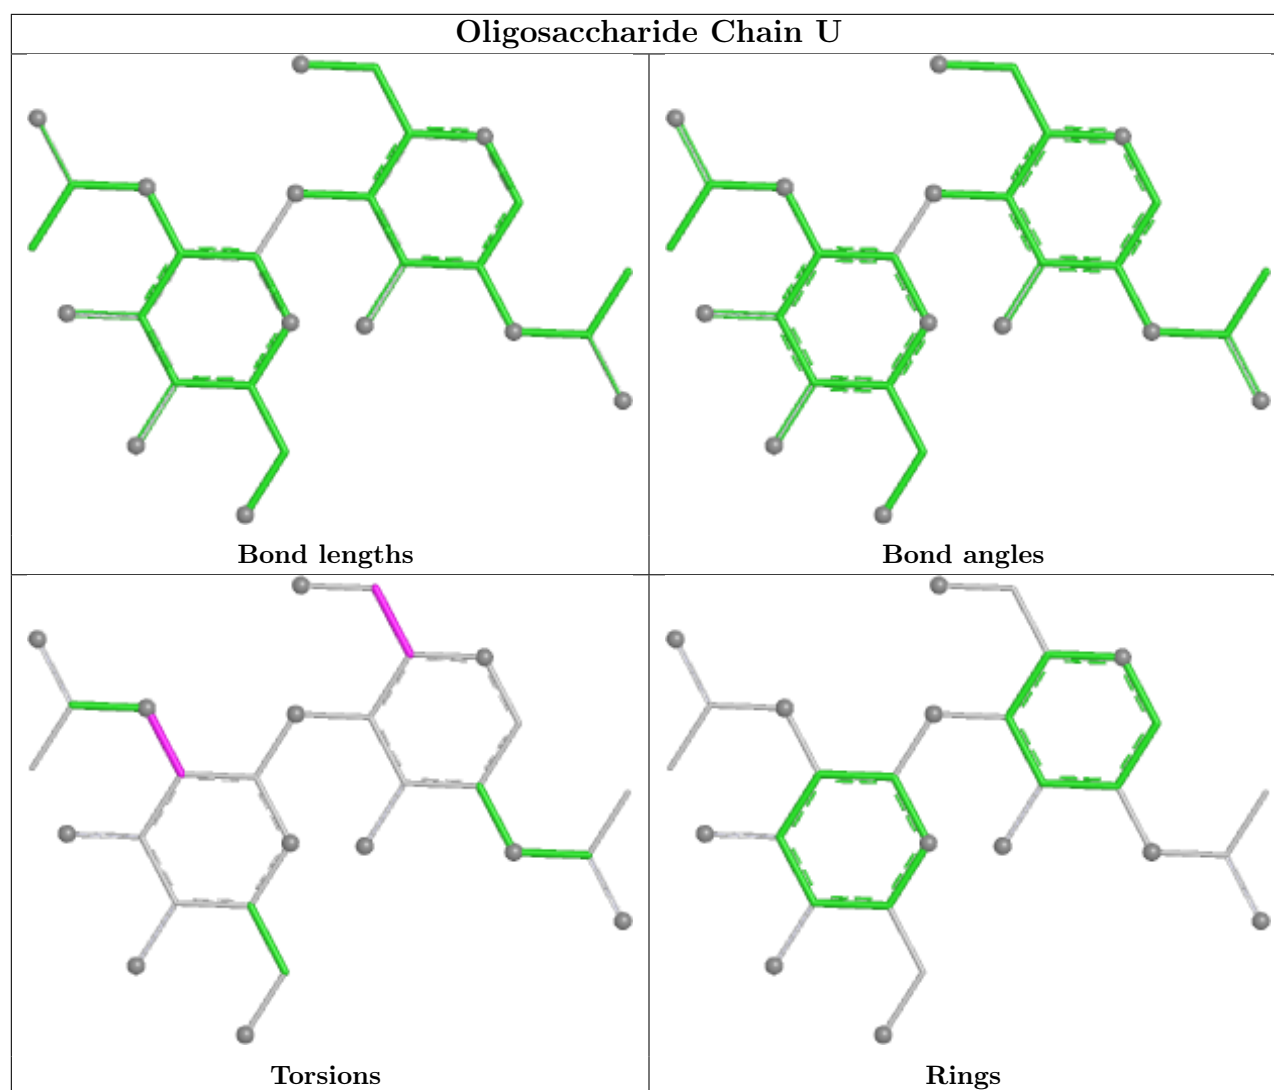 Oligosaccharide Chain U
Bond lengths
Bond angles
Torsions
Rings